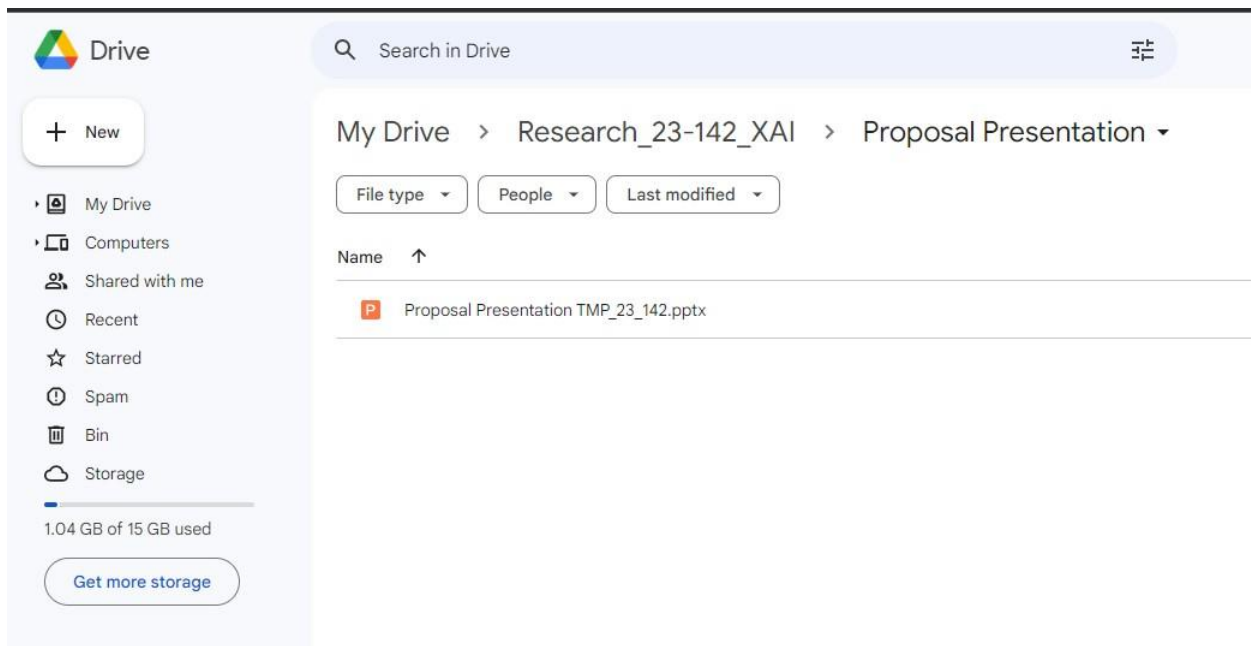 Drive
Search in Drive
New
My Drive > Research_23-142_XAI > Proposal Presentation
File type
People
Last modified
My Drive
Computers
Shared with me
Recent
Starred
Spam
Bin
Storage
1.04 GB of 15 GB used
Get more storage
Name
P
Proposal Presentation TMP_23_142.pptx